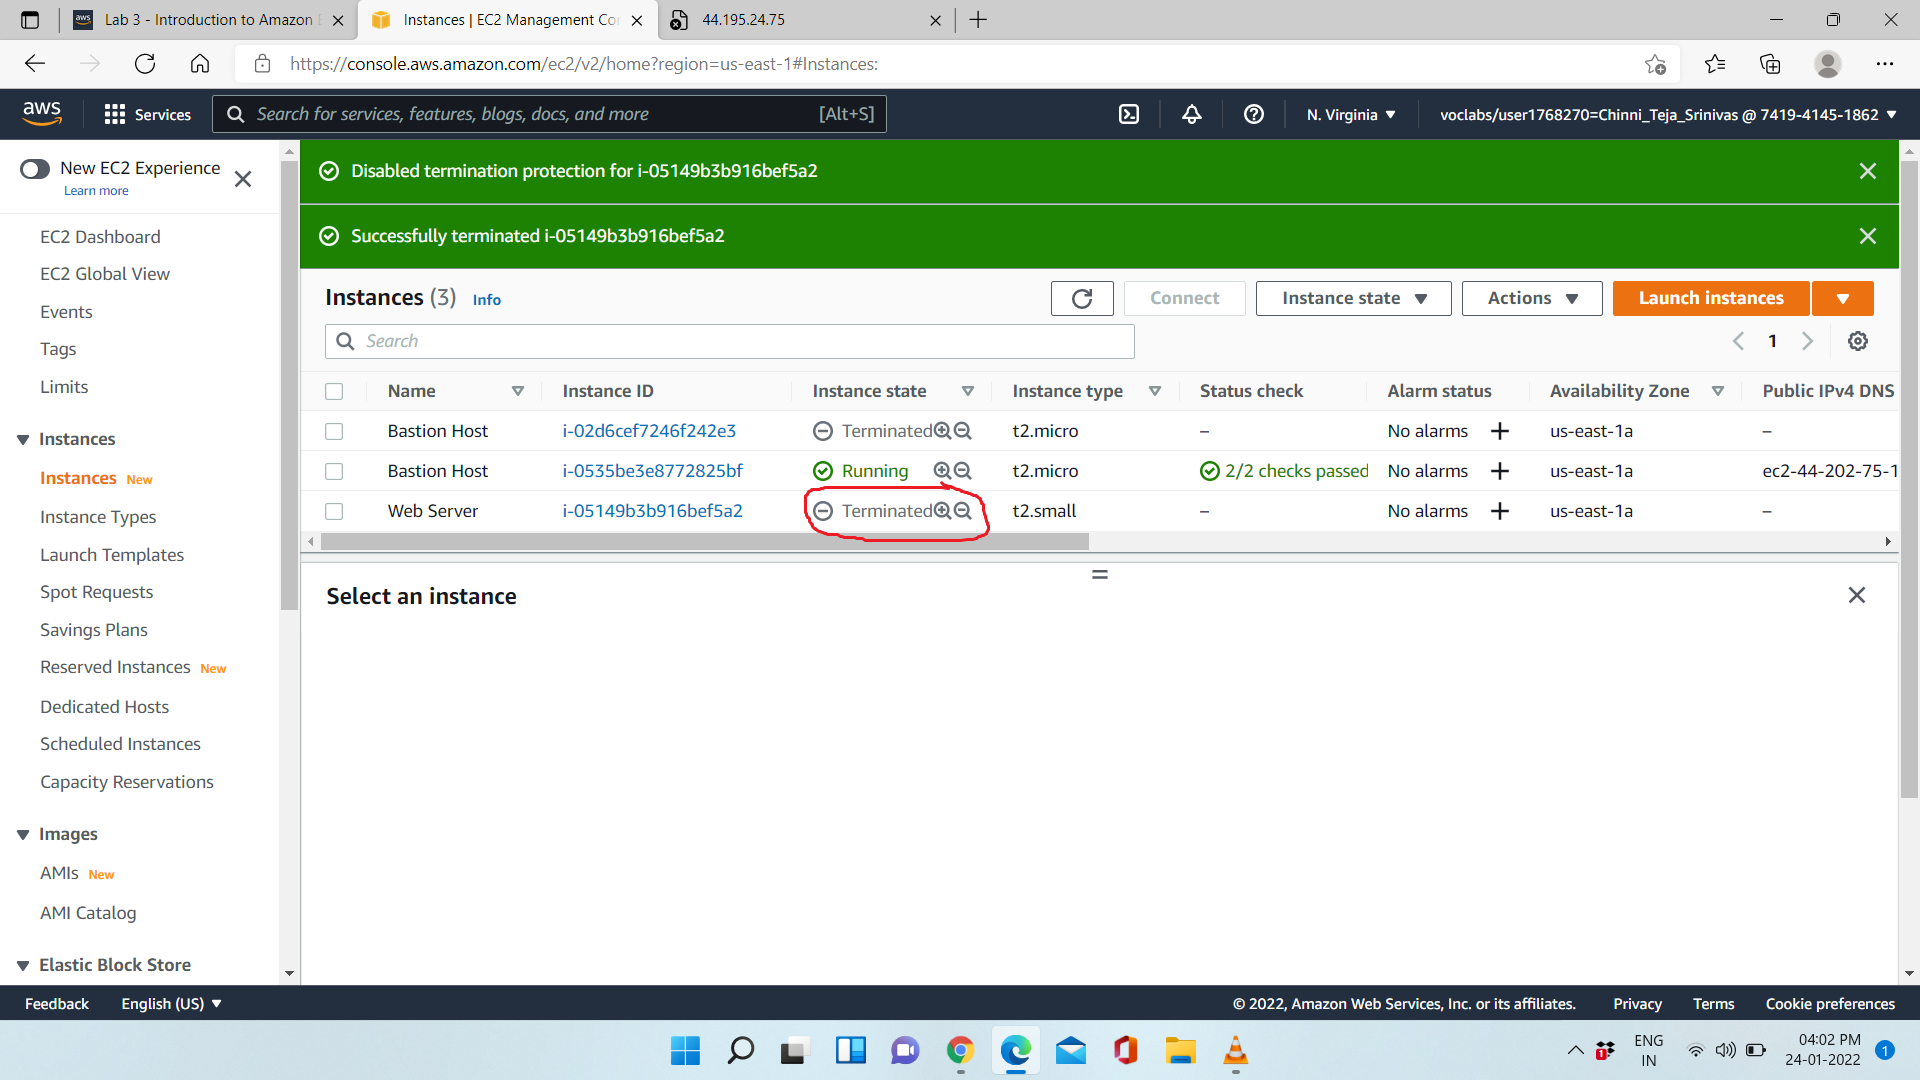 Lab 3 - Introduction to Amazon
Instances | EC2 Management Co
44.195.24.75
https://console.aws.amazon.com/ec2/v2/home?region=us-east-1#Instances:
aws
Services
Search for services, features, blogs, docs, and more
[Alt+S]
N. Virginia
voclabs/user1768270=Chinni_Teja_Srinivas @ 7419-4145-1862
New EC2 Experience
Learn more
EC2 Dashboard
EC2 Global View
Events
Tags
Limits
Instances
Instances New
Instance Types
Launch Templates
Spot Requests
Savings Plans
Reserved Instances New
Dedicated Hosts
Scheduled Instances
Capacity Reservations
Images
AMIs New
AMI Catalog
Elastic Block Store
Disabled termination protection for i-05149b3b916bef5a2
Successfully terminated i-05149b3b916bef5a2
Instances (3) Info
Connect
Instance state
Actions
Launch instances
Search
1
Name Instance ID Instance state Instance type Status check Alarm status Availability Zone Public IPv4 DNS
Bastion Host i-02d6cef7246f242e3 Terminated t2.micro – No alarms us-east-1a –
Bastion Host i-0535be3e8772825bf Running t2.micro 2/2 checks passed No alarms us-east-1a ec2-44-202-75-1
Web Server i-05149b3b916bef5a2 Terminated t2.small – No alarms us-east-1a –
Select an instance
Feedback
English (US)
© 2022, Amazon Web Services, Inc. or its affiliates.
Privacy
Terms
Cookie preferences
1
ENG
IN
04:02 PM
24-01-2022
1